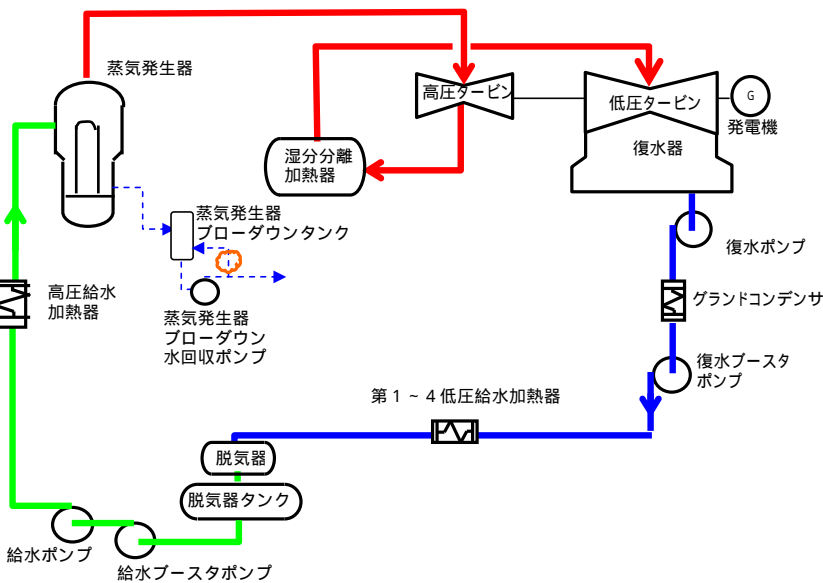 蒸気発生器
高圧タービン
低圧タービン
G
発電機
復水器
湿分分離
加熱器
蒸気発生器
ブローダウンタンク
復水ポンプ
高圧給水
加熱器
グランドコンデンサ
蒸気発生器
ブローダウン
水回収ポンプ
復水ブースタ
ポンプ
第1~4低圧給水加熱器
脱気器
脱気器タンク
給水ポンプ
給水ブースタポンプ